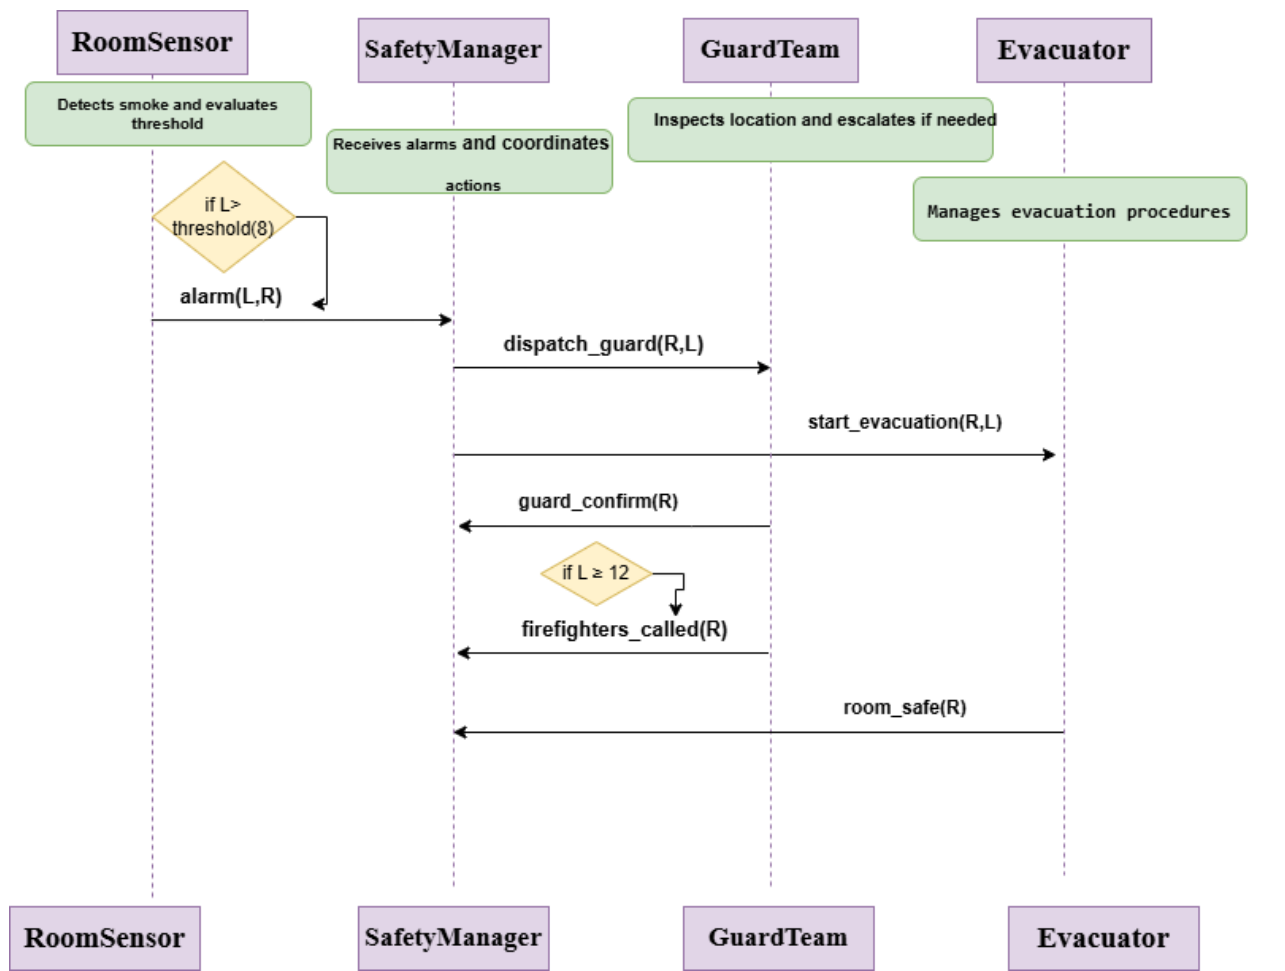 RoomSensor
SafetyManager
GuardTeam
Evacuator
Detects smoke and evaluates
threshold
Receives alarms and coordinates
actions
Inspects location and escalates if needed
Manages evacuation procedures
if L>
threshold(8)
alarm(L,R)
dispatch_guard(R,L)
start_evacuation(R,L)
guard_confirm(R)
if L ≥ 12
firefighters_called(R)
room_safe(R)
RoomSensor
SafetyManager
GuardTeam
Evacuator